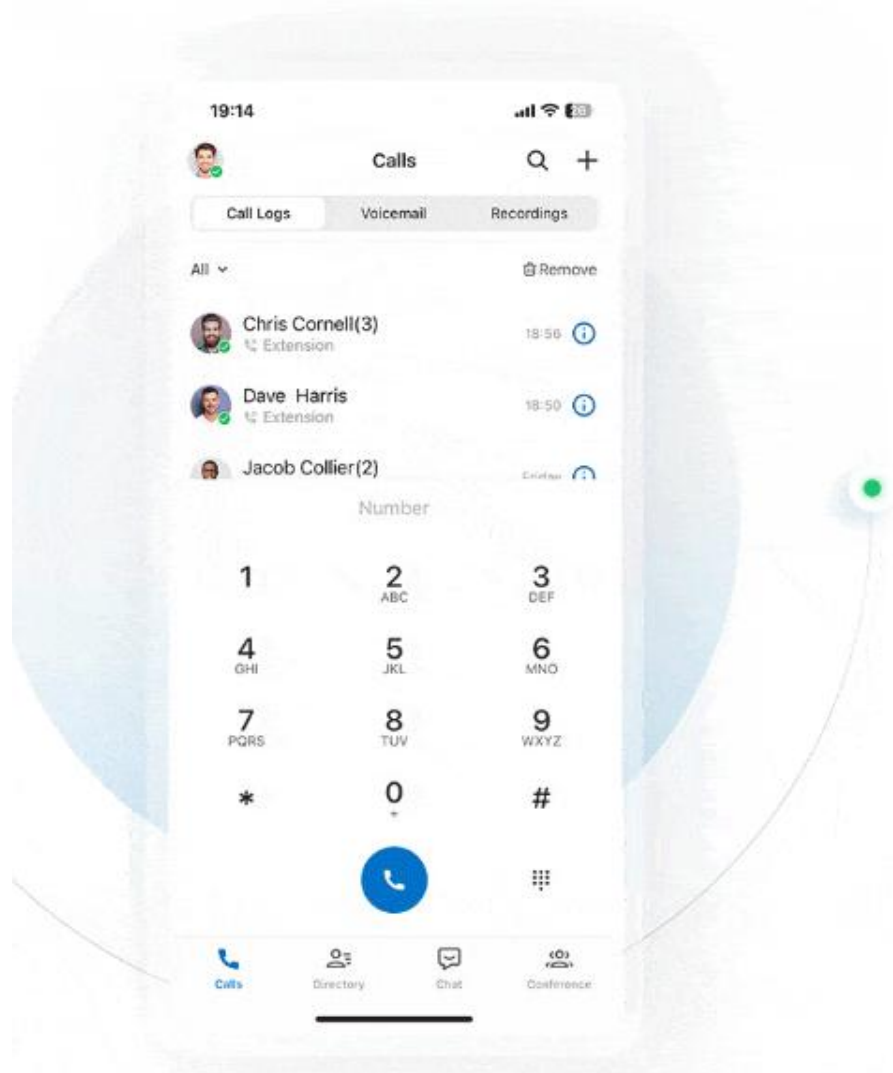 19:14
26
Calls
Call Logs Voicemail Recordings
All Remove
Chris Cornell(3)
Extension 18:56
Dave Harris
Extension 18:50
Jacob Collier(2)
Friday
Number
1 2 3
ABC DEF
4 5 6
GHI JKL MNO
7 8 9
PQRS TUV WXYZ
* 0 #
+
Calls Directory Chat Conference